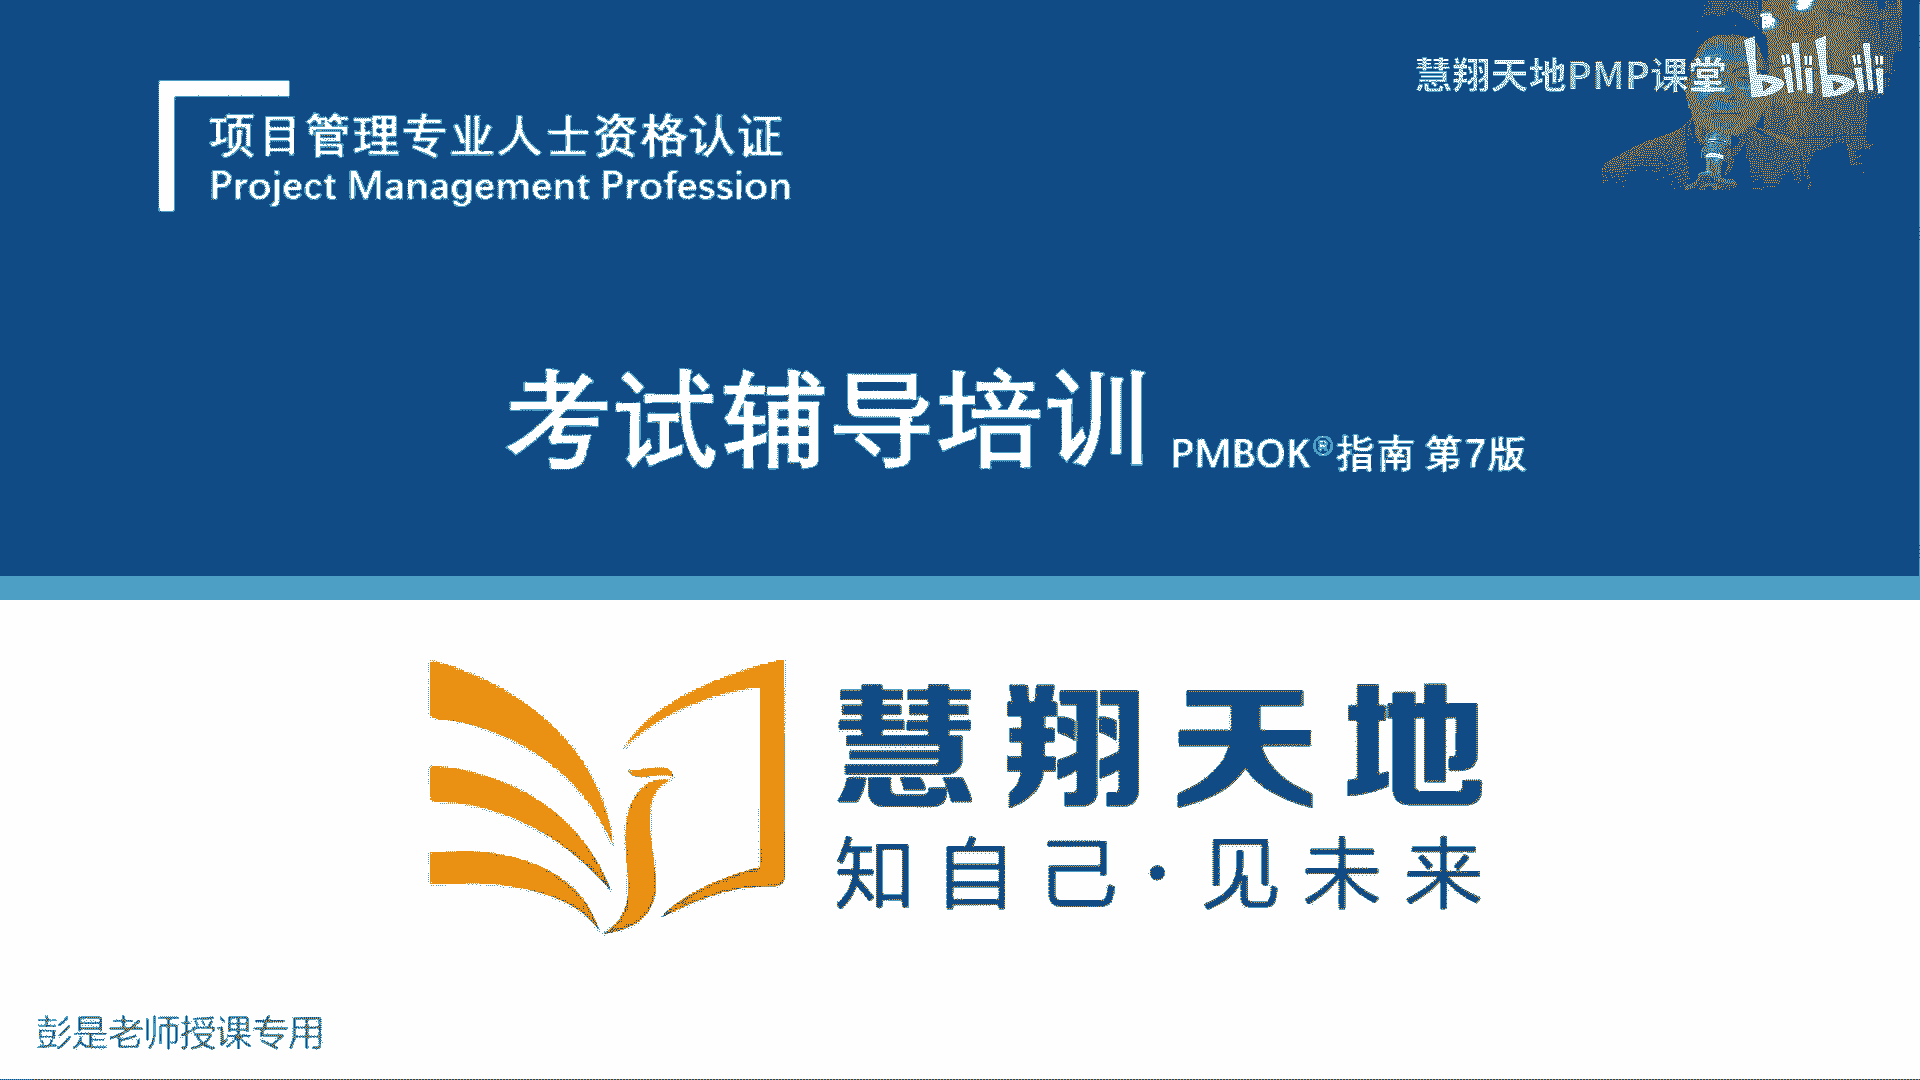 慧翔天地PMP课堂 bilibili
项目管理专业人士资格认证
Project Management Profession
考试辅导培训 PMBOK®指南 第7版
慧翔天地
知自己·见未来
彭是老师授课专用